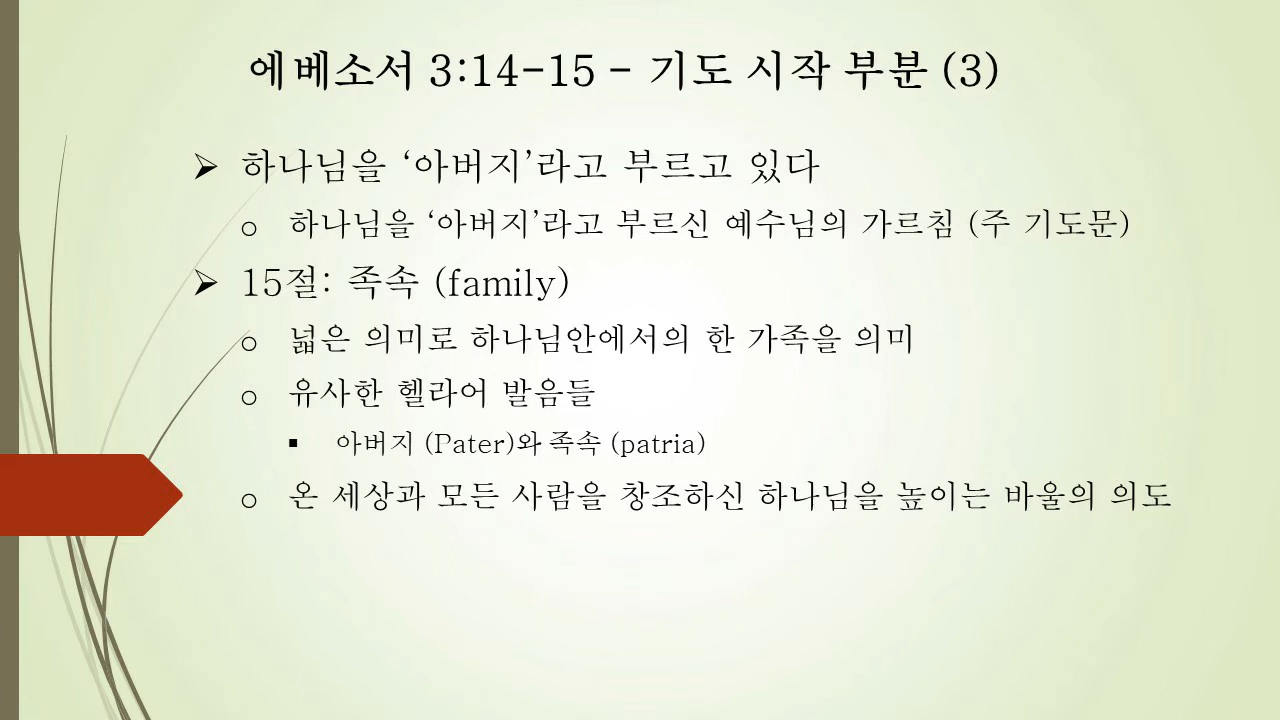 에베소서 3:14-15 - 기도 시작 부분 (3)
➢ 하나님을 ‘아버지’라고 부르고 있다
o 하나님을 ‘아버지’라고 부르신 예수님의 가르침 (주 기도문)
➢ 15절: 족속 (family)
o 넓은 의미로 하나님안에서의 한 가족을 의미
o 유사한 헬라어 발음들
▪ 아버지 (Pater)와 족속 (patria)
o 온 세상과 모든 사람을 창조하신 하나님을 높이는 바울의 의도